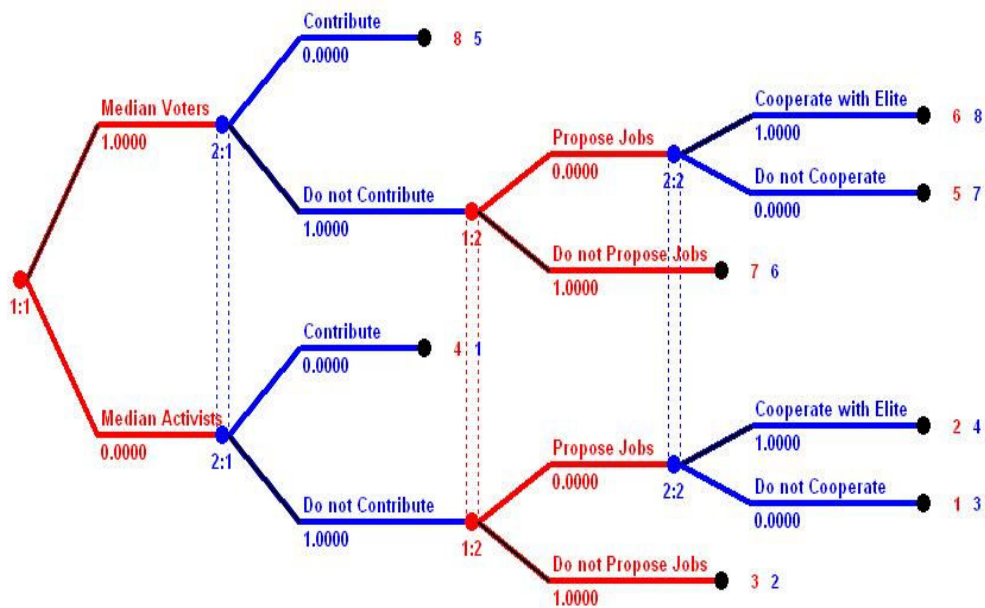 Contribute
0.0000
8 5
Median Voters
1.0000
2:1
Cooperate with Elite
1.0000
6 8
Propose Jobs
0.0000
2:2
Do not Cooperate
0.0000
5 7
Do not Contribute
1.0000
1:2
Do not Propose Jobs
1.0000
7 6
1:1
Contribute
0.0000
4 1
Median Activists
0.0000
2:1
Cooperate with Elite
1.0000
2 4
Propose Jobs
0.0000
2:2
Do not Cooperate
0.0000
1 3
Do not Contribute
1.0000
1:2
Do not Propose Jobs
1.0000
3 2